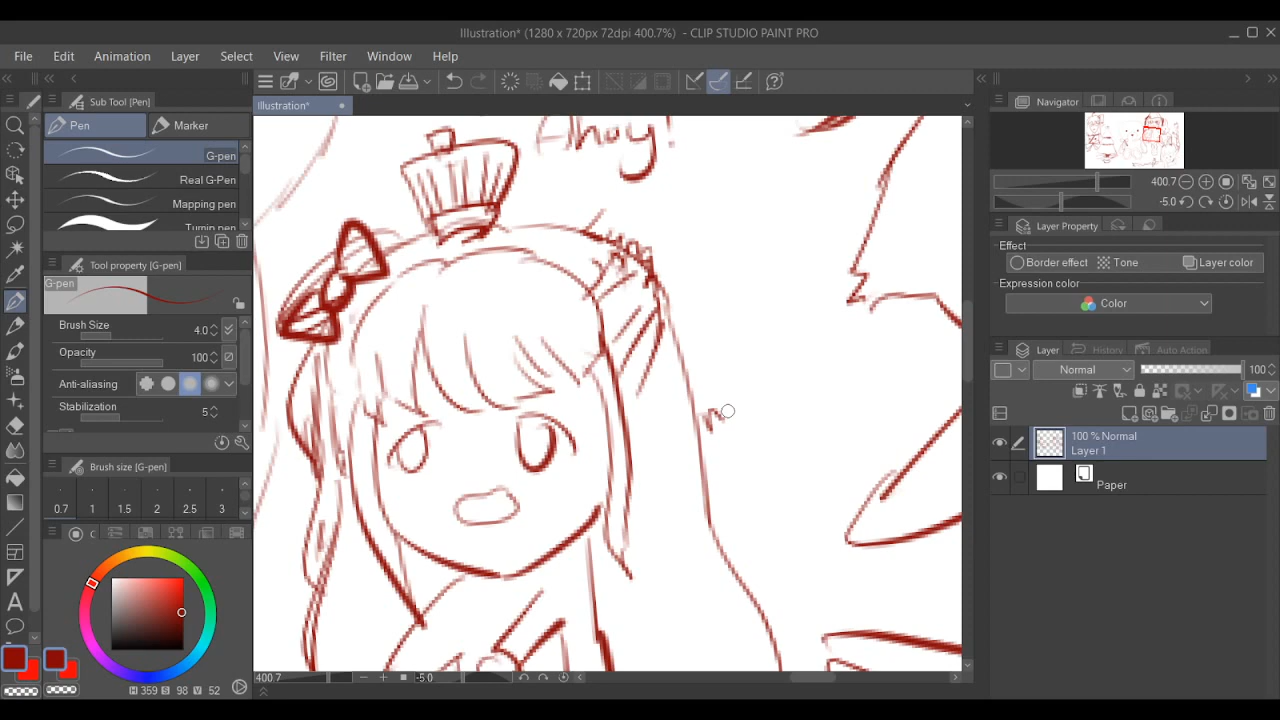 Illustration* (1280 x 720px 72dpi 400.7%) - CLIP STUDIO PAINT PRO
File Edit Animation Layer Select View Filter Window Help
Sub Tool [Pen]
Illustration*
Navigator
Pen Marker
G-pen
Real G-Pen
Mapping pen
Turnip pen
Ahoy!
400.7
-5.0
Layer Property
Effect
Border effect Tone Layer color
Expression color
Color
Tool property [G-pen]
G-pen
Brush Size 4.0
Opacity 100
Anti-aliasing
Stabilization 5
Layer History Auto Action
Normal 100
100 % Normal
Layer 1
Paper
Brush size [G-pen]
0.7 1 1.5 2 2.5 3
C
H 359 S 98 V 52
400.7 -5.0